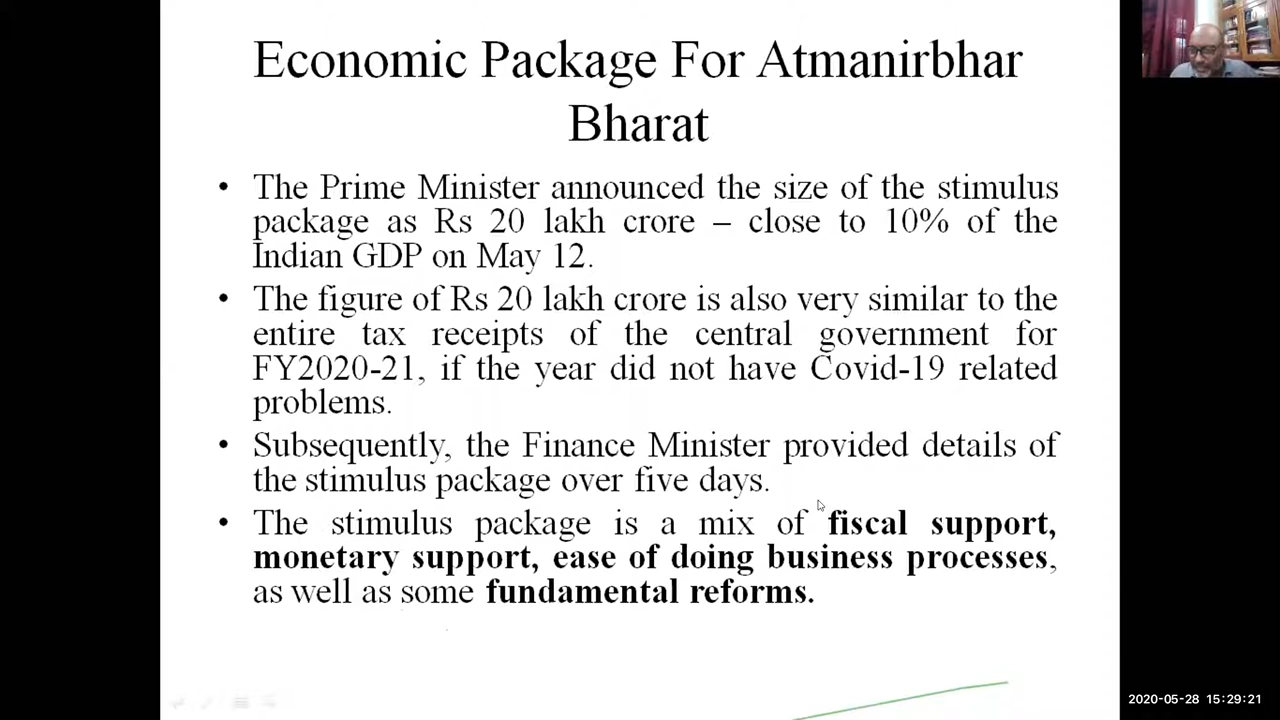 Economic Package For Atmanirbhar
Bharat
• The Prime Minister announced the size of the stimulus
package as Rs 20 lakh crore – close to 10% of the
Indian GDP on May 12.
• The figure of Rs 20 lakh crore is also very similar to the
entire tax receipts of the central government for
FY2020-21, if the year did not have Covid-19 related
problems.
• Subsequently, the Finance Minister provided details of
the stimulus package over five days.
• The stimulus package is a mix of fiscal support,
monetary support, ease of doing business processes,
as well as some fundamental reforms.
2020-05-28 15:29:21